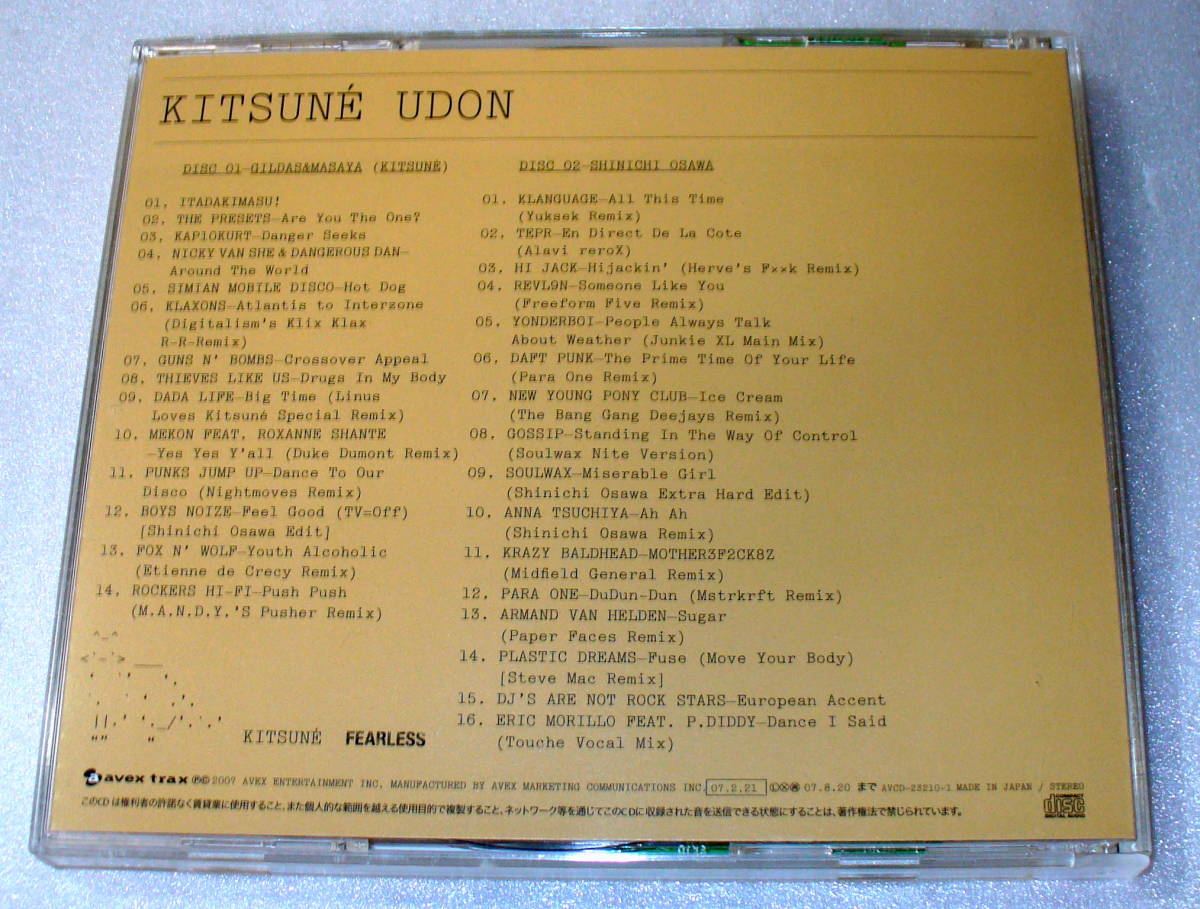 KITSUNÉ UDON
DISC 01-GILDAS&MASAYA (KITSUNÉ)
01. ITADAKIMASU!
02. THE PRESETS-Are You The One?
03. KAP10KURT-Danger Seeks
04. NICKY VAN SHE & DANGEROUS DAN-
Around The World
05. SIMIAN MOBILE DISCO-Hot Dog
06. KLAXONS-Atlantis to Interzone
(Digitalism's Klix Klax
R-R-Remix)
07. GUNS N' BOMBS-Crossover Appeal
08. THIEVES LIKE US-Drugs In My Body
09. DADA LIFE-Big Time (Linus
Loves Kitsuné Special Remix)
10. MEKON FEAT. ROXANNE SHANTE
-Yes Yes Y'all (Duke Dumont Remix)
11. PUNKS JUMP UP-Dance To Our
Disco (Nightmoves Remix)
12. BOYS NOIZE-Feel Good (TV=Off)
[Shinichi Osawa Edit]
13. FOX N' WOLF-Youth Alcoholic
(Etienne de Crecy Remix)
14. ROCKERS HI-FI-Push Push
(M.A.N.D.Y.'S Pusher Remix)
DISC 02-SHINICHI OSAWA
01. KLANGUAGE-All This Time
(Yuksek Remix)
02. TEPR-En Direct De La Cote
(Alavi reroX)
03. HI JACK-Hijackin' (Herve's F××k Remix)
04. REVL9N-Someone Like You
(Freeform Five Remix)
05. YONDERBOI-People Always Talk
About Weather (Junkie XL Main Mix)
06. DAFT PUNK-The Prime Time Of Your Life
(Para One Remix)
07. NEW YOUNG PONY CLUB-Ice Cream
(The Bang Gang Deejays Remix)
08. GOSSIP-Standing In The Way Of Control
(Soulwax Nite Version)
09. SOULWAX-Miserable Girl
(Shinichi Osawa Extra Hard Edit)
10. ANNA TSUCHIYA-Ah Ah
(Shinichi Osawa Remix)
11. KRAZY BALDHEAD-MOTHER3F2CK8Z
(Midfield General Remix)
12. PARA ONE-DuDun-Dun (Mstrkrft Remix)
13. ARMAND VAN HELDEN-Sugar
(Paper Faces Remix)
14. PLASTIC DREAMS-Fuse (Move Your Body)
[Steve Mac Remix]
15. DJ'S ARE NOT ROCK STARS-European Accent
16. ERIC MORILLO FEAT. P.DIDDY-Dance I Said
(Touche Vocal Mix)
KITSUNÉ FEARLESS
avex trax ℗© 2007 AVEX ENTERTAINMENT INC. MANUFACTURED BY AVEX MARKETING COMMUNICATIONS INC. 07.2.21 Ⓛ Ⓧ 07.8.20 まで AVCD-23210-1 MADE IN JAPAN / STEREO
このCDは権利者の許諾なく賃貸業に使用すること、また個人的な範囲を越える使用目的で複製すること、ネットワーク等を通じてこのCDに収録された音を送信できる状態にすることは、著作権法で禁じられています。
COMPACT disc DIGITAL AUDIO